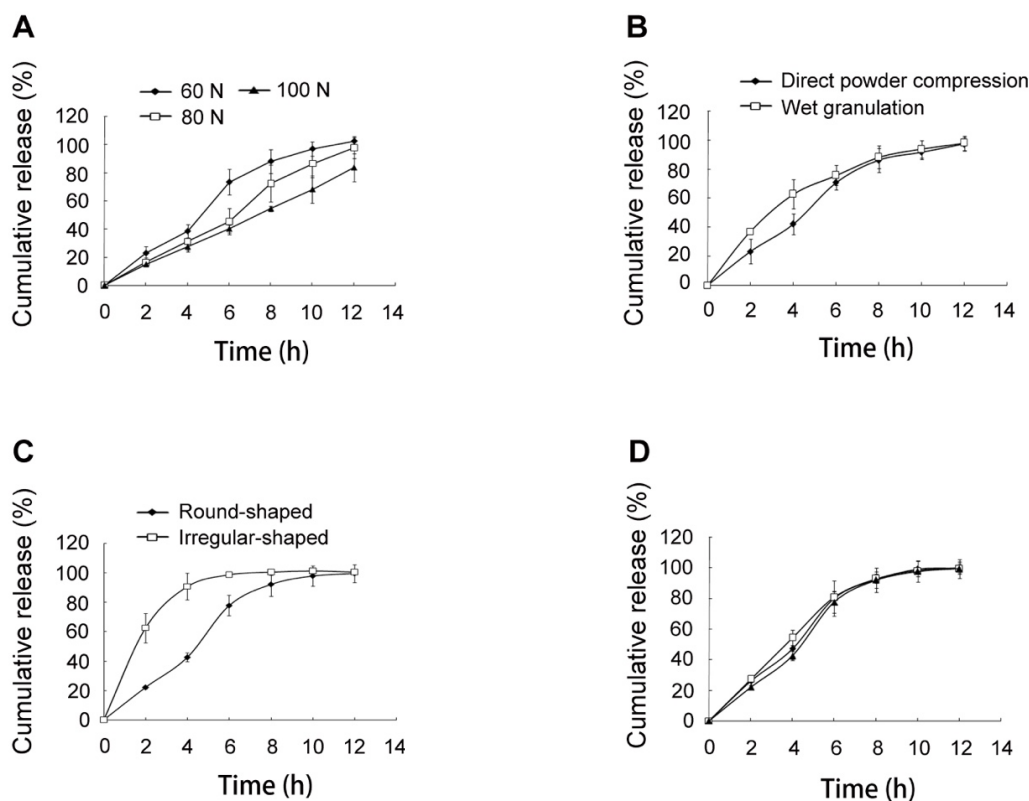 A
Cumulative release (%)
60 N
100 N
80 N
120
100
80
60
40
20
0
0 2 4 6 8 10 12 14
Time (h)
B
Cumulative release (%)
Direct powder compression
Wet granulation
120
100
80
60
40
20
0
0 2 4 6 8 10 12 14
Time (h)
C
Cumulative release (%)
Round-shaped
Irregular-shaped
120
100
80
60
40
20
0
0 2 4 6 8 10 12 14
Time (h)
D
Cumulative release (%)
120
100
80
60
40
20
0
0 2 4 6 8 10 12 14
Time (h)